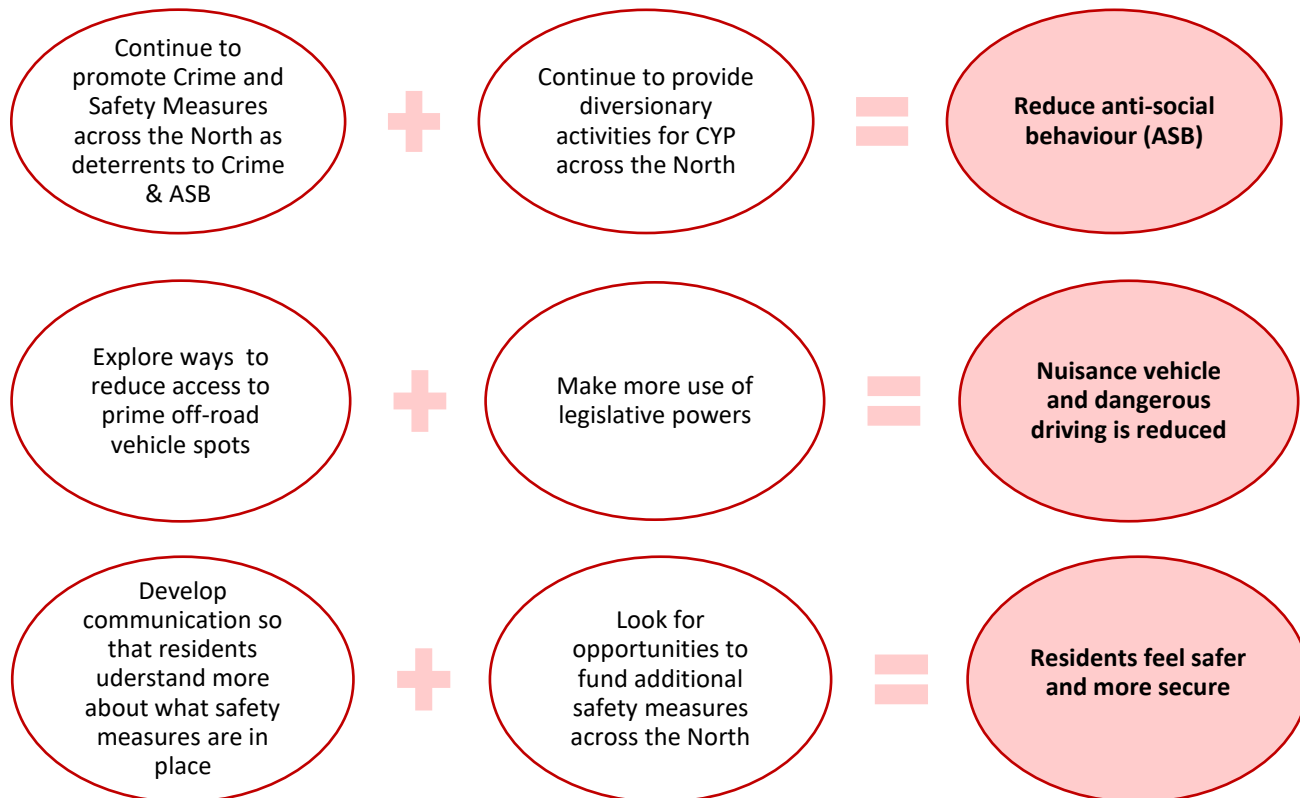 Continue to
promote Crime and
Safety Measures
across the North as
deterrents to Crime
& ASB
Continue to provide
diversionary
activities for CYP
across the North
Reduce anti-social
behaviour (ASB)
Explore ways to
reduce access to
prime off-road
vehicle spots
Make more use of
legislative powers
Nuisance vehicle
and dangerous
driving is reduced
Develop
communication so
that residents
uderstand more
about what safety
measures are in
place
Look for
opportunities to
fund additional
safety measures
across the North
Residents feel safer
and more secure